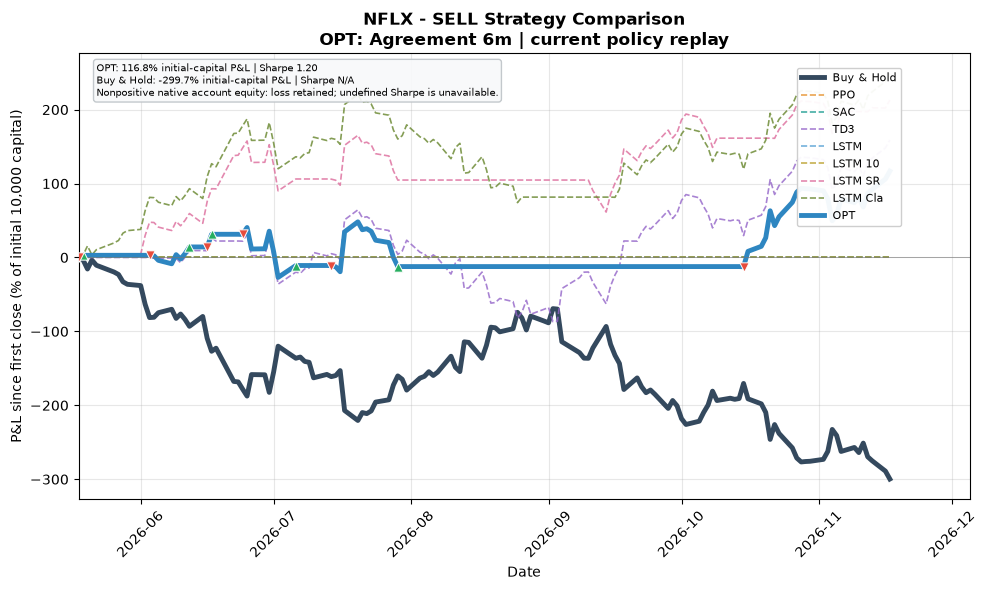 NFLX - SELL Strategy Comparison
OPT: Agreement 6m | current policy replay
OPT: 116.8% initial-capital P&L | Sharpe 1.20
Buy & Hold: -299.7% initial-capital P&L | Sharpe N/A
Nonpositive native account equity: loss retained; undefined Sharpe is unavailable.
Buy & Hold
PPO
SAC
TD3
LSTM
LSTM 10
LSTM SR
LSTM Cla
OPT
P&L since first close (% of initial 10,000 capital)
200
100
0
−100
−200
−300
2026-06
2026-07
2026-08
2026-09
2026-10
2026-11
2026-12
Date